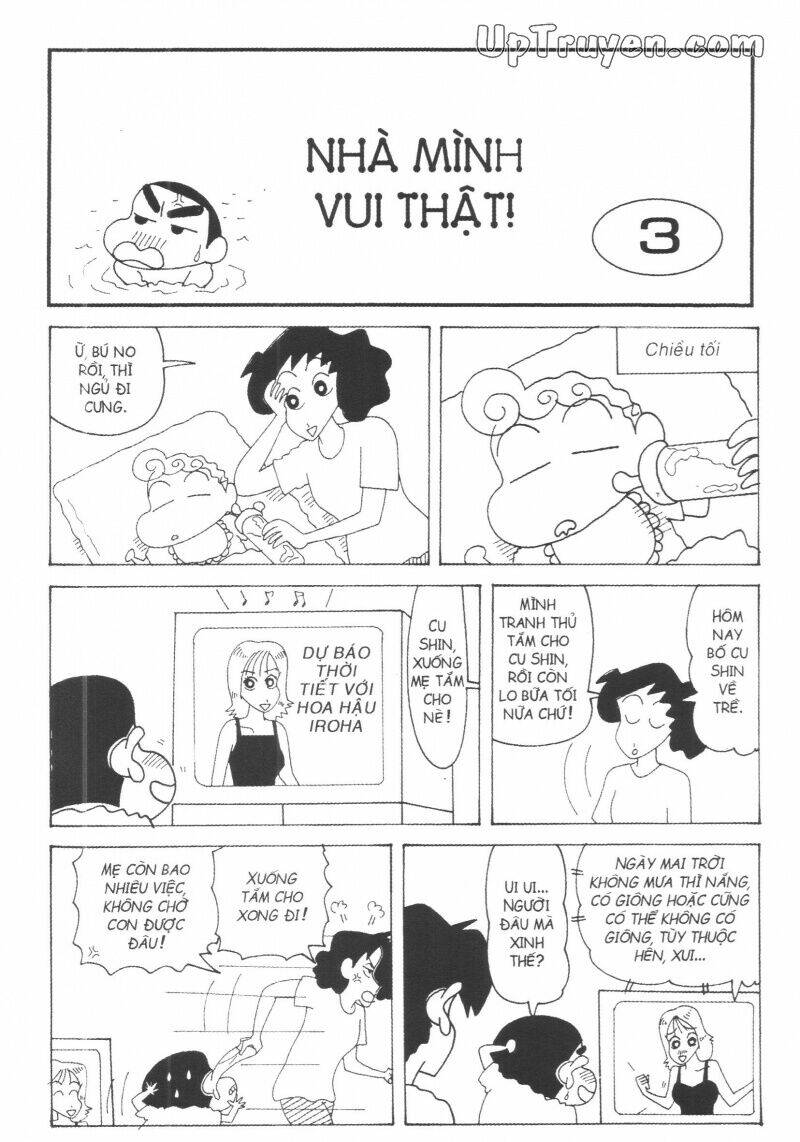 UpTruyen.com
NHÀ MÌNH
VUI THẬT!
3
Chiều tối
Ừ, BÚ NO
RỒI, THÌ
NGỦ ĐI
CƯNG.
HÔM
NAY
BỐ CU
SHIN
VỀ
TRỄ.
MÌNH
TRANH THỦ
TẮM CHO
CU SHIN,
RỒI CÒN
LO BỮA TỐI
NỮA CHỨ!
CU
SHIN,
XUỐNG
MẸ TẮM
CHO
NÈ!
DỰ BÁO
THỜI
TIẾT VỚI
HOA HẬU
IROHA
NGÀY MAI TRỜI
KHÔNG MƯA THÌ NẮNG,
CÓ GIÔNG HOẶC CŨNG
CÓ THỂ KHÔNG CÓ
GIÔNG, TÙY THUỘC
HÊN, XUI...
UI UI...
NGƯỜI
ĐÂU MÀ
XINH
THẾ?
XUỐNG
TẮM CHO
XONG ĐI!
MẸ CÒN BAO
NHIÊU VIỆC,
KHÔNG CHỜ
CON ĐƯỢC
ĐÂU!